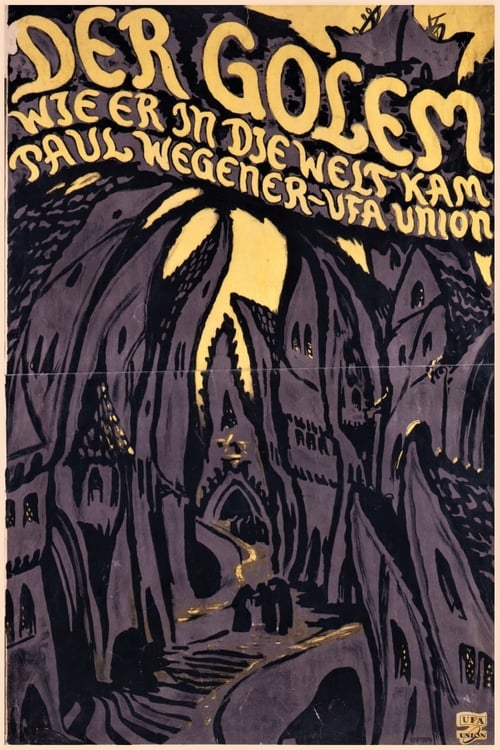 DER GOLEM
WIE ER IN DIE WELT KAM
PAUL WEGENER-UFA UNION
UFA
UNION